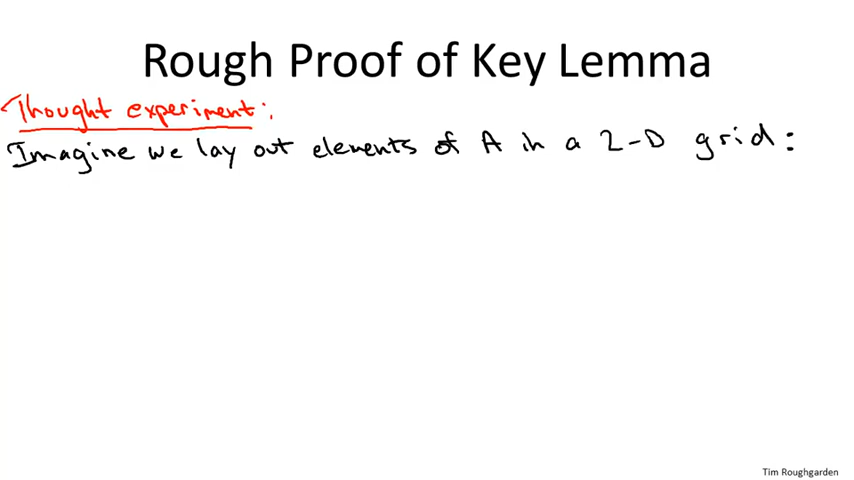 Rough Proof of Key Lemma
Thought experiment:
Imagine we lay out elements of A in a 2-D grid:
Tim Roughgarden